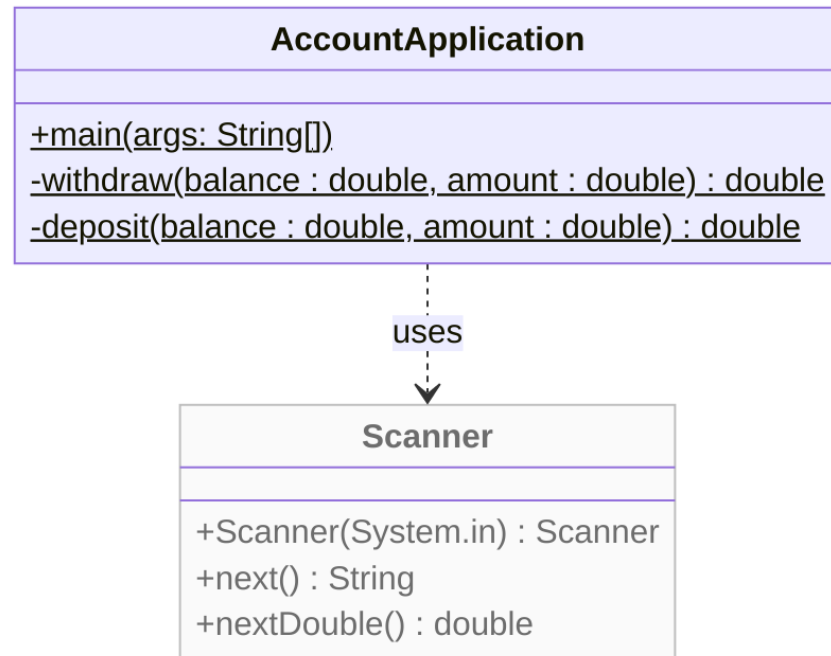 AccountApplication
+main(args: String[])
-withdraw(balance : double, amount : double) : double
-deposit(balance : double, amount : double) : double
uses
Scanner
+Scanner(System.in) : Scanner
+next() : String
+nextDouble() : double